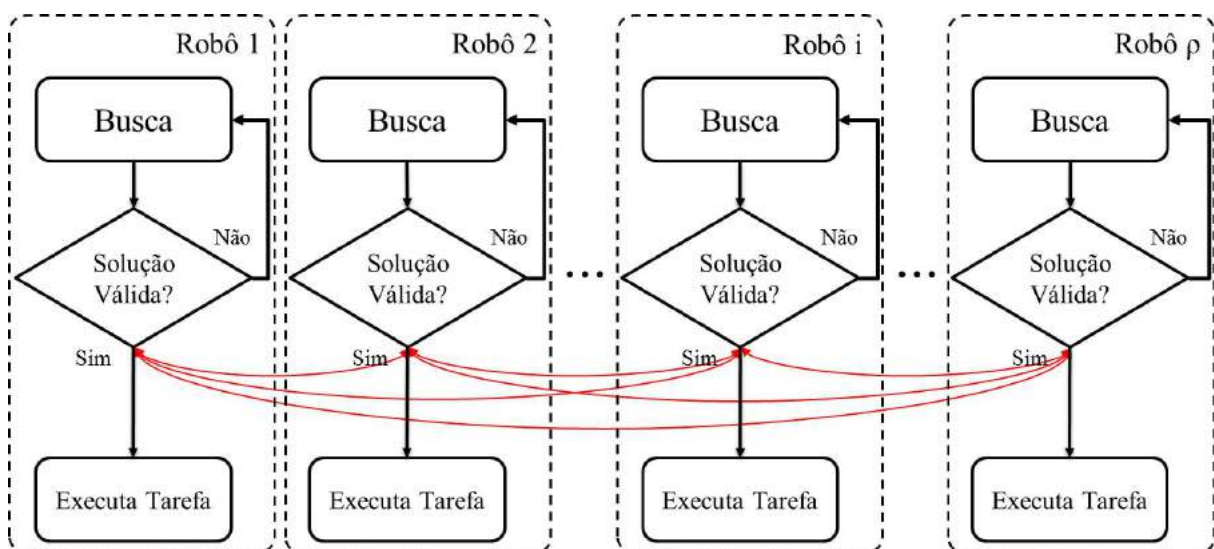 Robô 1
Busca
Não
Solução
Válida?
Sim
Executa Tarefa
Robô 2
Busca
Não
Solução
Válida?
Sim
Executa Tarefa
...
Robô i
Busca
Não
Solução
Válida?
Sim
Executa Tarefa
...
Robô ρ
Busca
Não
Solução
Válida?
Sim
Executa Tarefa